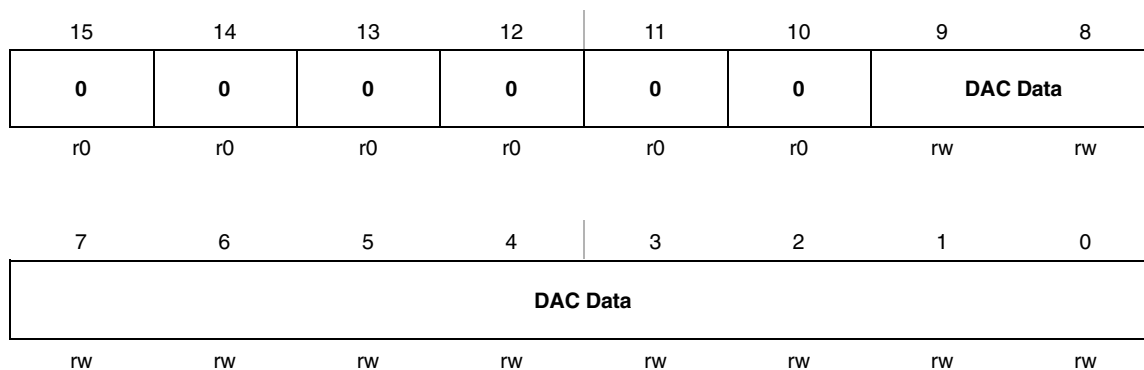 15 14 13 12 11 10 9 8
0 0 0 0 0 0 DAC Data
r0 r0 r0 r0 r0 r0 rw rw
7 6 5 4 3 2 1 0
DAC Data
rw rw rw rw rw rw rw rw